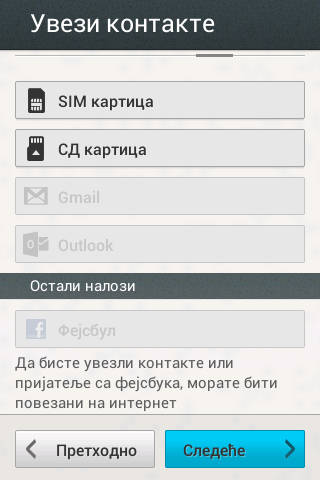 Увези контакте
SIM картица
СД картица
Gmail
Outlook
Остали налози
Фејсбул
Да бисте увезли контакте или
пријатеље са фејсбука, морате бити
повезани на интернет
Претходно
Следеће